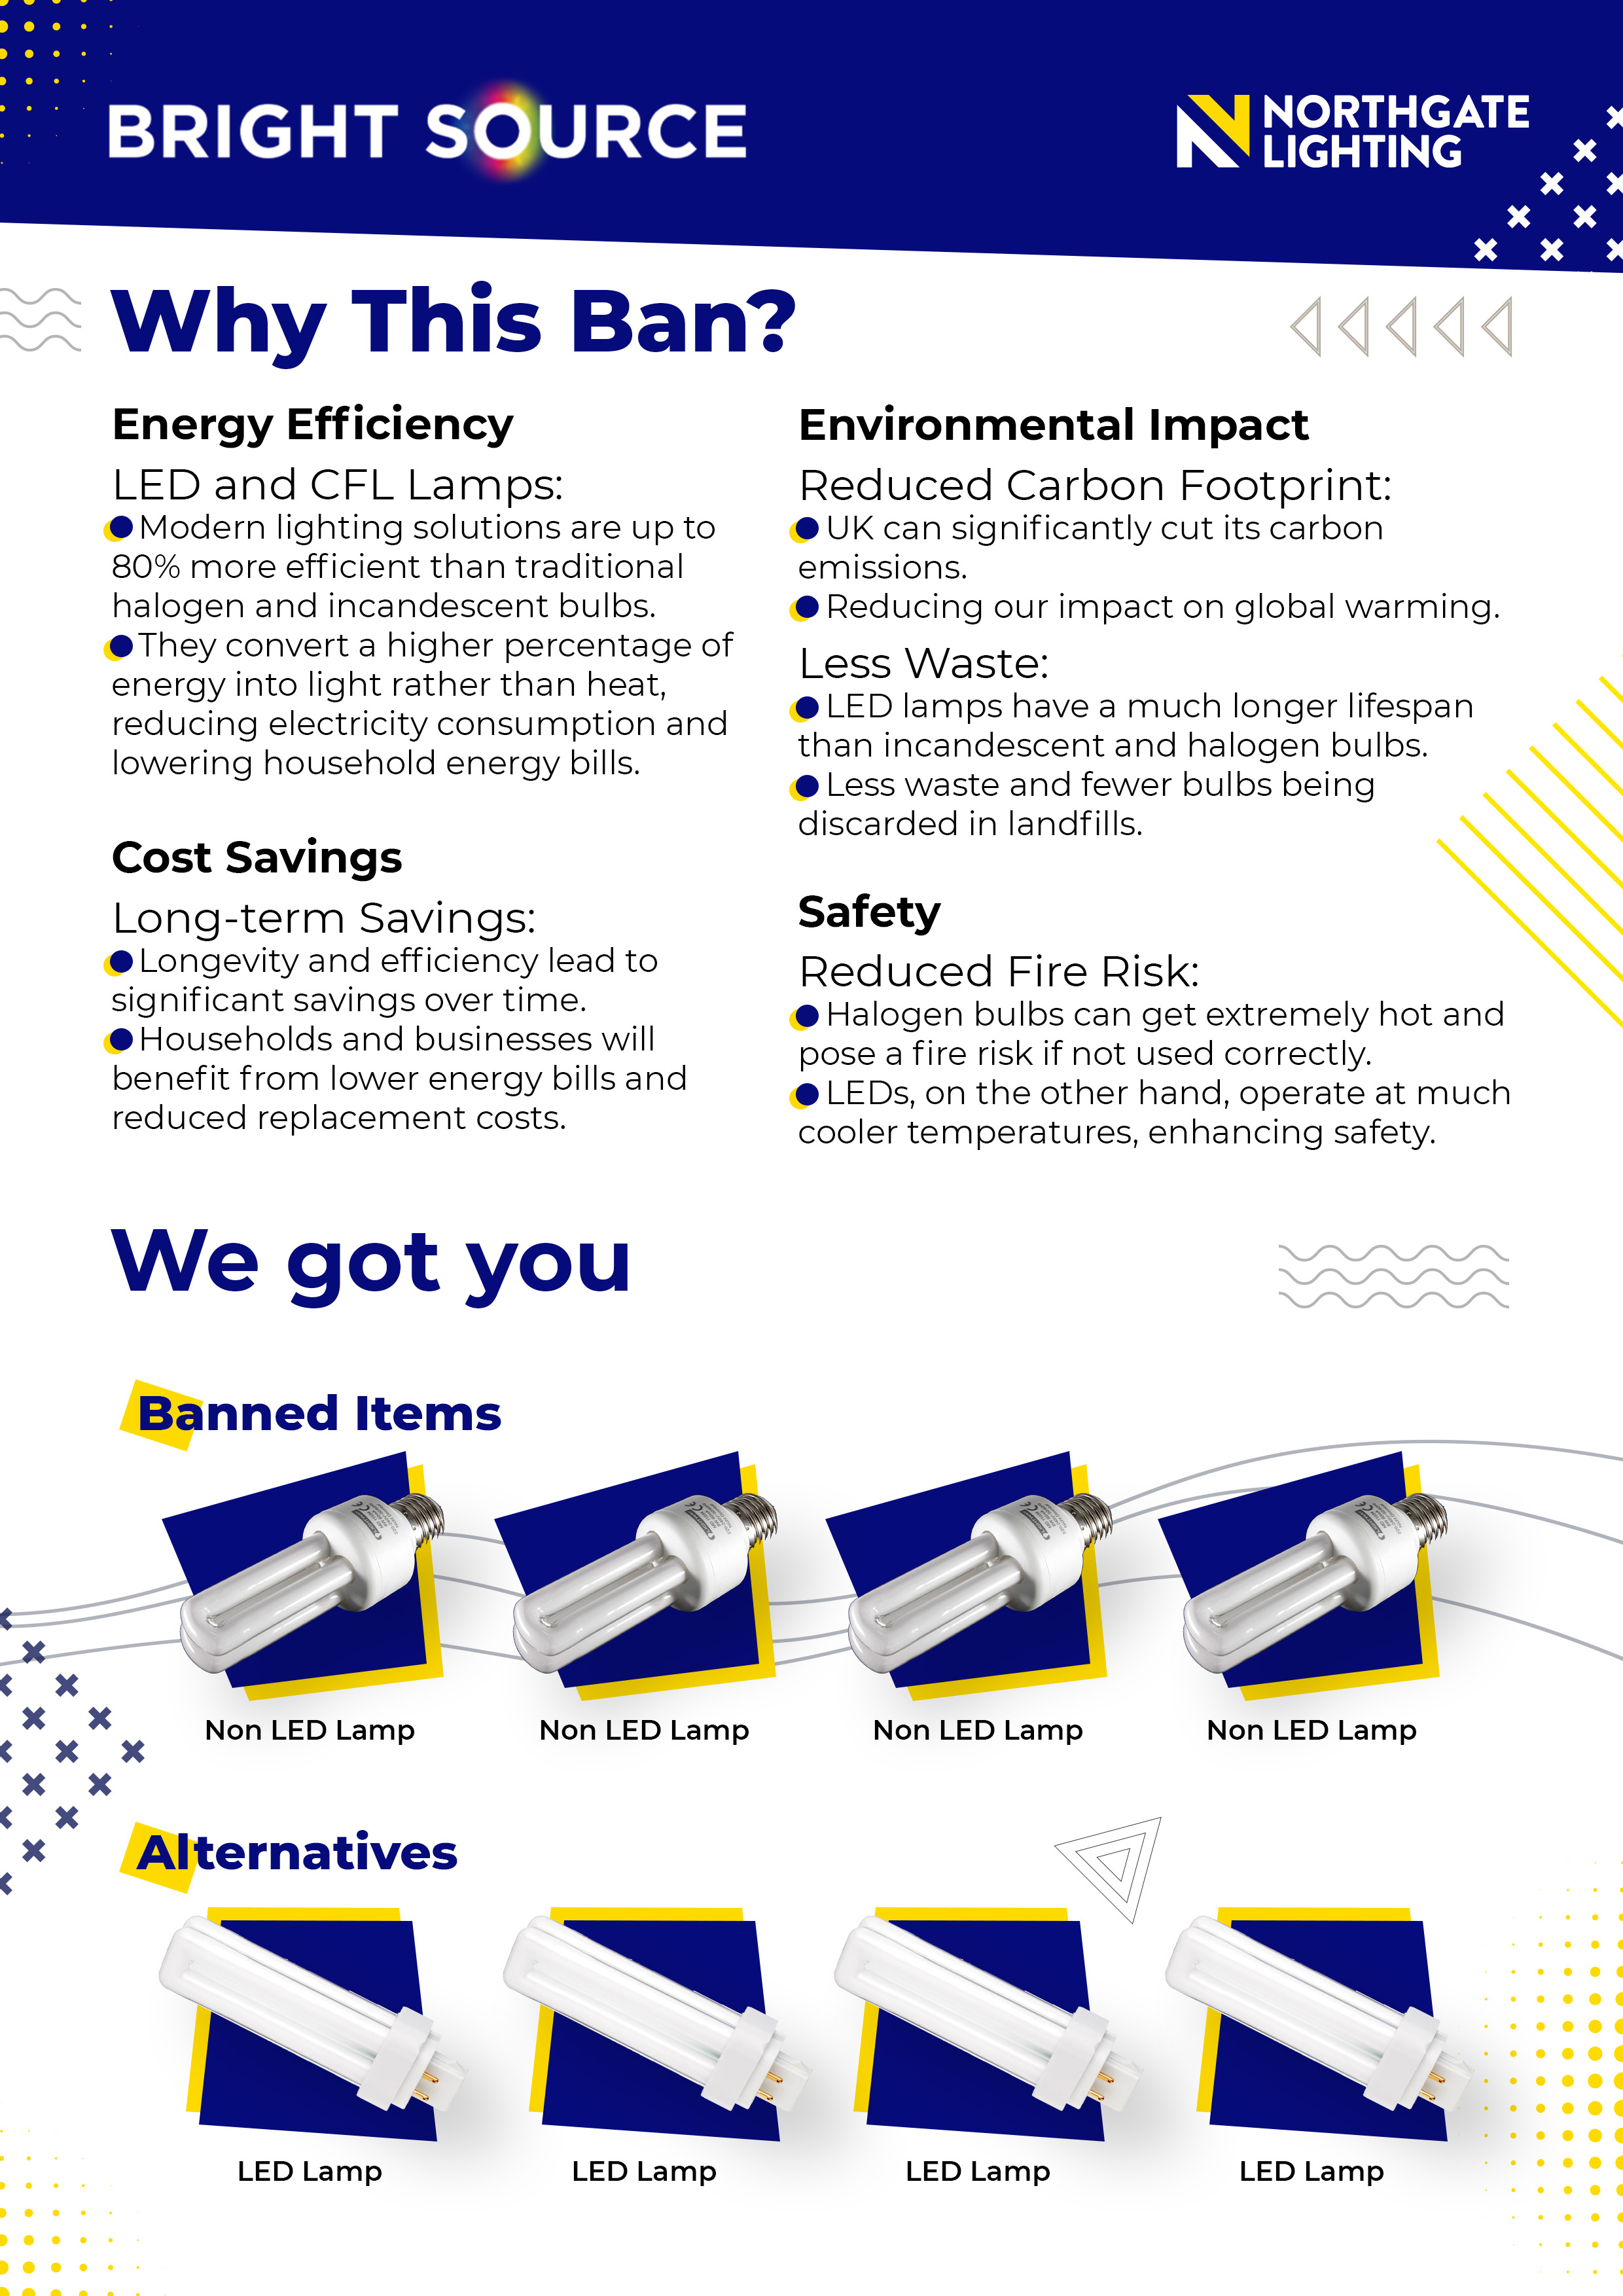 BRIGHT SOURCE
NORTHGATE
LIGHTING
Why This Ban?
Energy Efficiency
LED and CFL Lamps:
Modern lighting solutions are up to
80% more efficient than traditional
halogen and incandescent bulbs.
They convert a higher percentage of
energy into light rather than heat,
reducing electricity consumption and
lowering household energy bills.
Cost Savings
Long-term Savings:
Longevity and efficiency lead to
significant savings over time.
Households and businesses will
benefit from lower energy bills and
reduced replacement costs.
Environmental Impact
Reduced Carbon Footprint:
UK can significantly cut its carbon
emissions.
Reducing our impact on global warming.
Less Waste:
LED lamps have a much longer lifespan
than incandescent and halogen bulbs.
Less waste and fewer bulbs being
discarded in landfills.
Safety
Reduced Fire Risk:
Halogen bulbs can get extremely hot and
pose a fire risk if not used correctly.
LEDs, on the other hand, operate at much
cooler temperatures, enhancing safety.
We got you
Banned Items
Non LED Lamp
Non LED Lamp
Non LED Lamp
Non LED Lamp
Alternatives
LED Lamp
LED Lamp
LED Lamp
LED Lamp